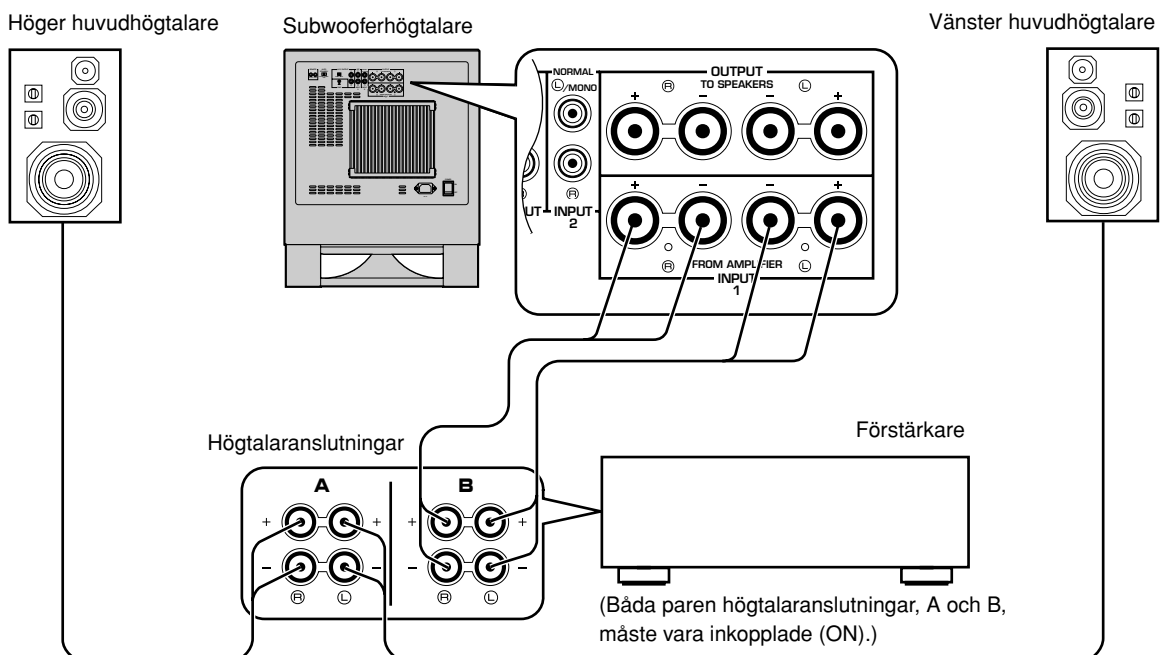 Höger huvudhögtalare
Subwooferhögtalare
Vänster huvudhögtalare
NORMAL
Ⓛ/MONO
Ⓡ
UT
INPUT
2
OUTPUT
TO SPEAKERS
+ Ⓡ – – Ⓛ +
+ – – +
Ⓡ FROM AMPLIFIER Ⓛ
INPUT
1
Högtalaranslutningar
Förstärkare
A B
+ + + +
– – – –
Ⓡ Ⓛ Ⓡ Ⓛ
(Båda paren högtalaranslutningar, A och B,
måste vara inkopplade (ON).)